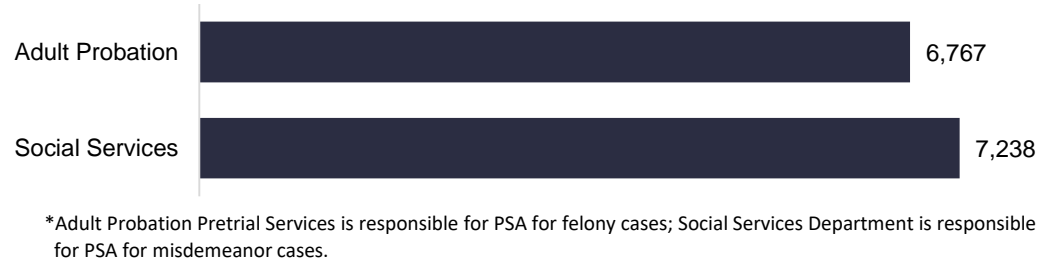 Adult Probation 6,767
Social Services 7,238
*Adult Probation Pretrial Services is responsible for PSA for felony cases; Social Services Department is responsible
for PSA for misdemeanor cases.